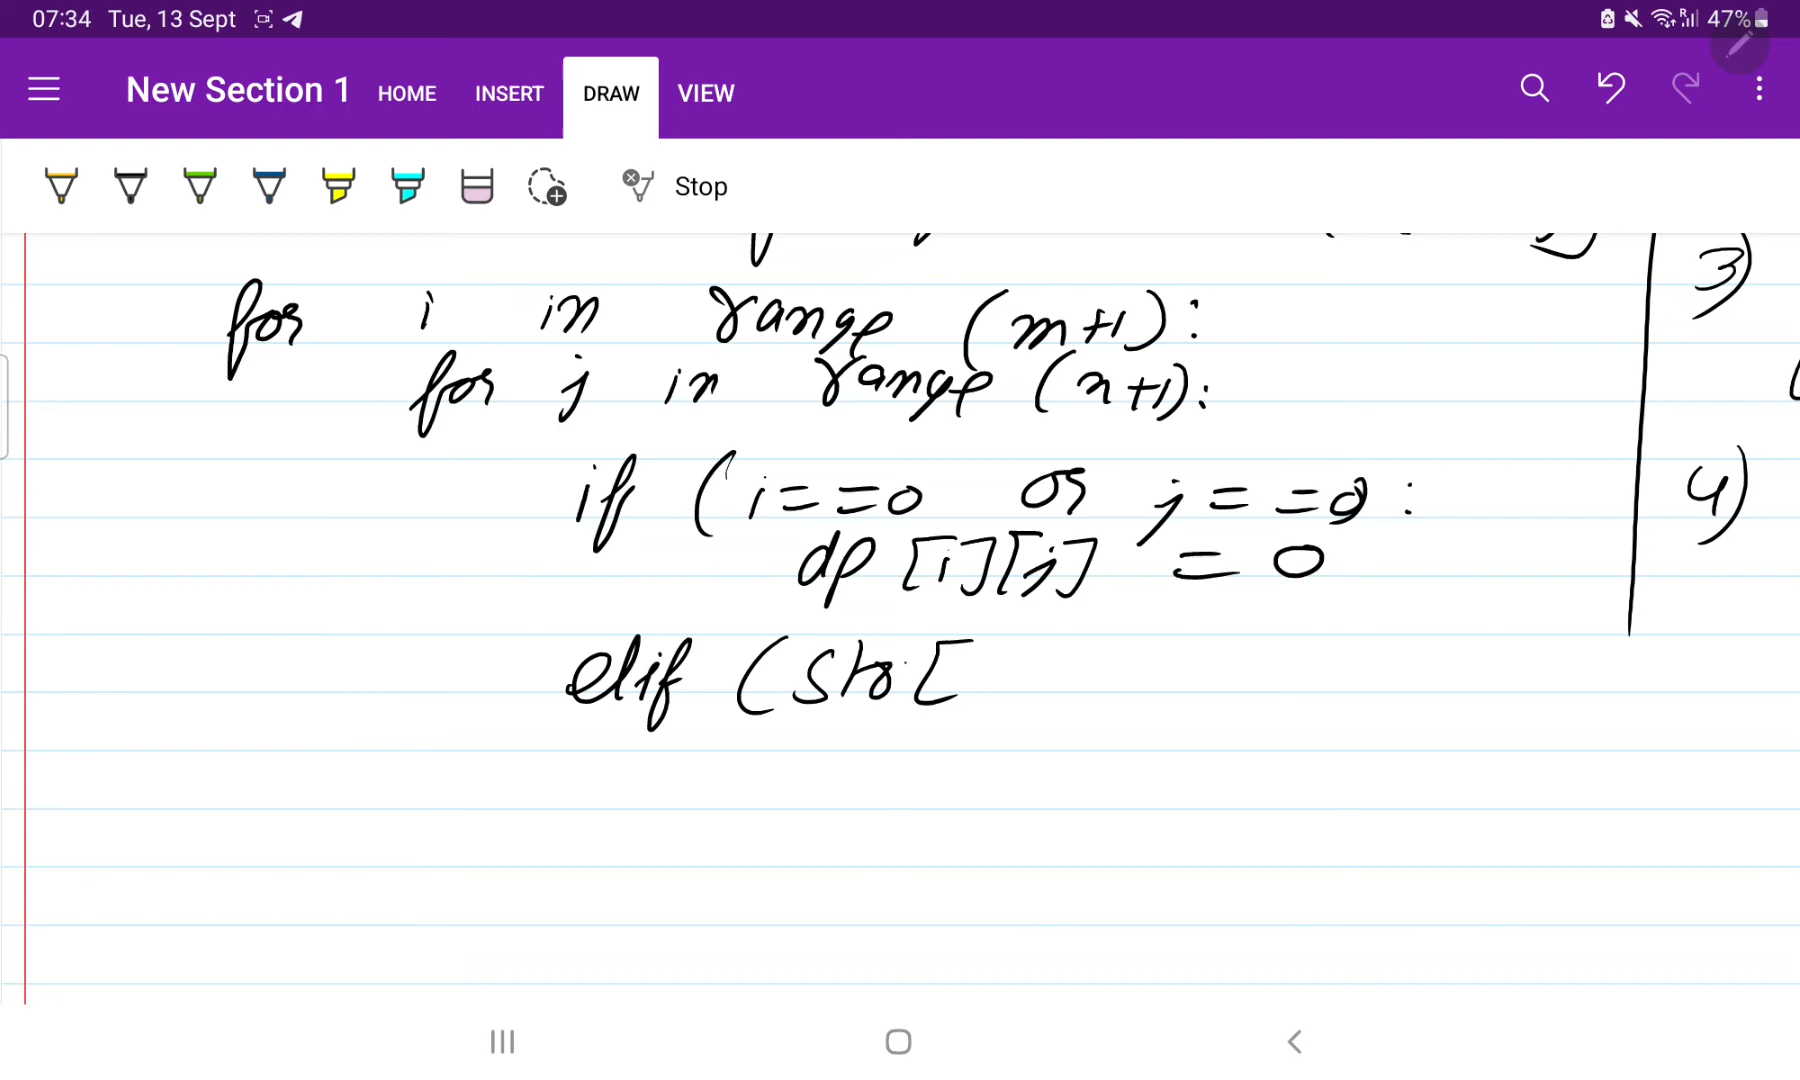 07:34 Tue, 13 Sept 47%
New Section 1 HOME INSERT DRAW VIEW
Stop
3)
for i in range (m+1):
for j in range (n+1):
if (i==0 or j==0:
4)
dp[i][j] = 0
elif (str[